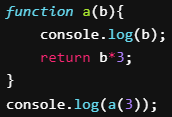 function a(b){
    console.log(b);
    return b*3;
}
console.log(a(3));